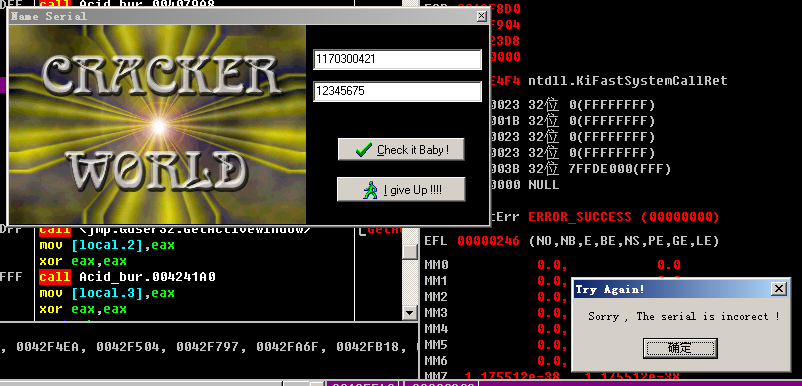 call Acid_bur.004079A8
Name Serial
CRACKER
WORLD
1170300421
12345675
Check it Baby !
I give Up !!!!
ntdll.KiFastSystemCallRet
0023 32位 0(FFFFFFFF)
001B 32位 0(FFFFFFFF)
0023 32位 0(FFFFFFFF)
0023 32位 0(FFFFFFFF)
003B 32位 7FFDE000(FFF)
0000 NULL
Err ERROR_SUCCESS (00000000)
EFL 00000246 (NO,NB,E,BE,NS,PE,GE,LE)
call <jmp.&user32.GetActiveWindow>
mov [local.2],eax
xor eax,eax
FFF call Acid_bur.004241A0
mov [local.3],eax
xor eax,eax
MM0 0.0, 0.0
MM1 0.0,
MM2 0.0,
MM3 0.0,
MM4 0.0,
MM5 0.0,
MM6 0.0,
MM7 1.175512e-38, 1.175512e-38
Try Again!
Sorry , The serial is incorect !
确定
, 0042F4EA, 0042F504, 0042F797, 0042FA6F, 0042FB18,